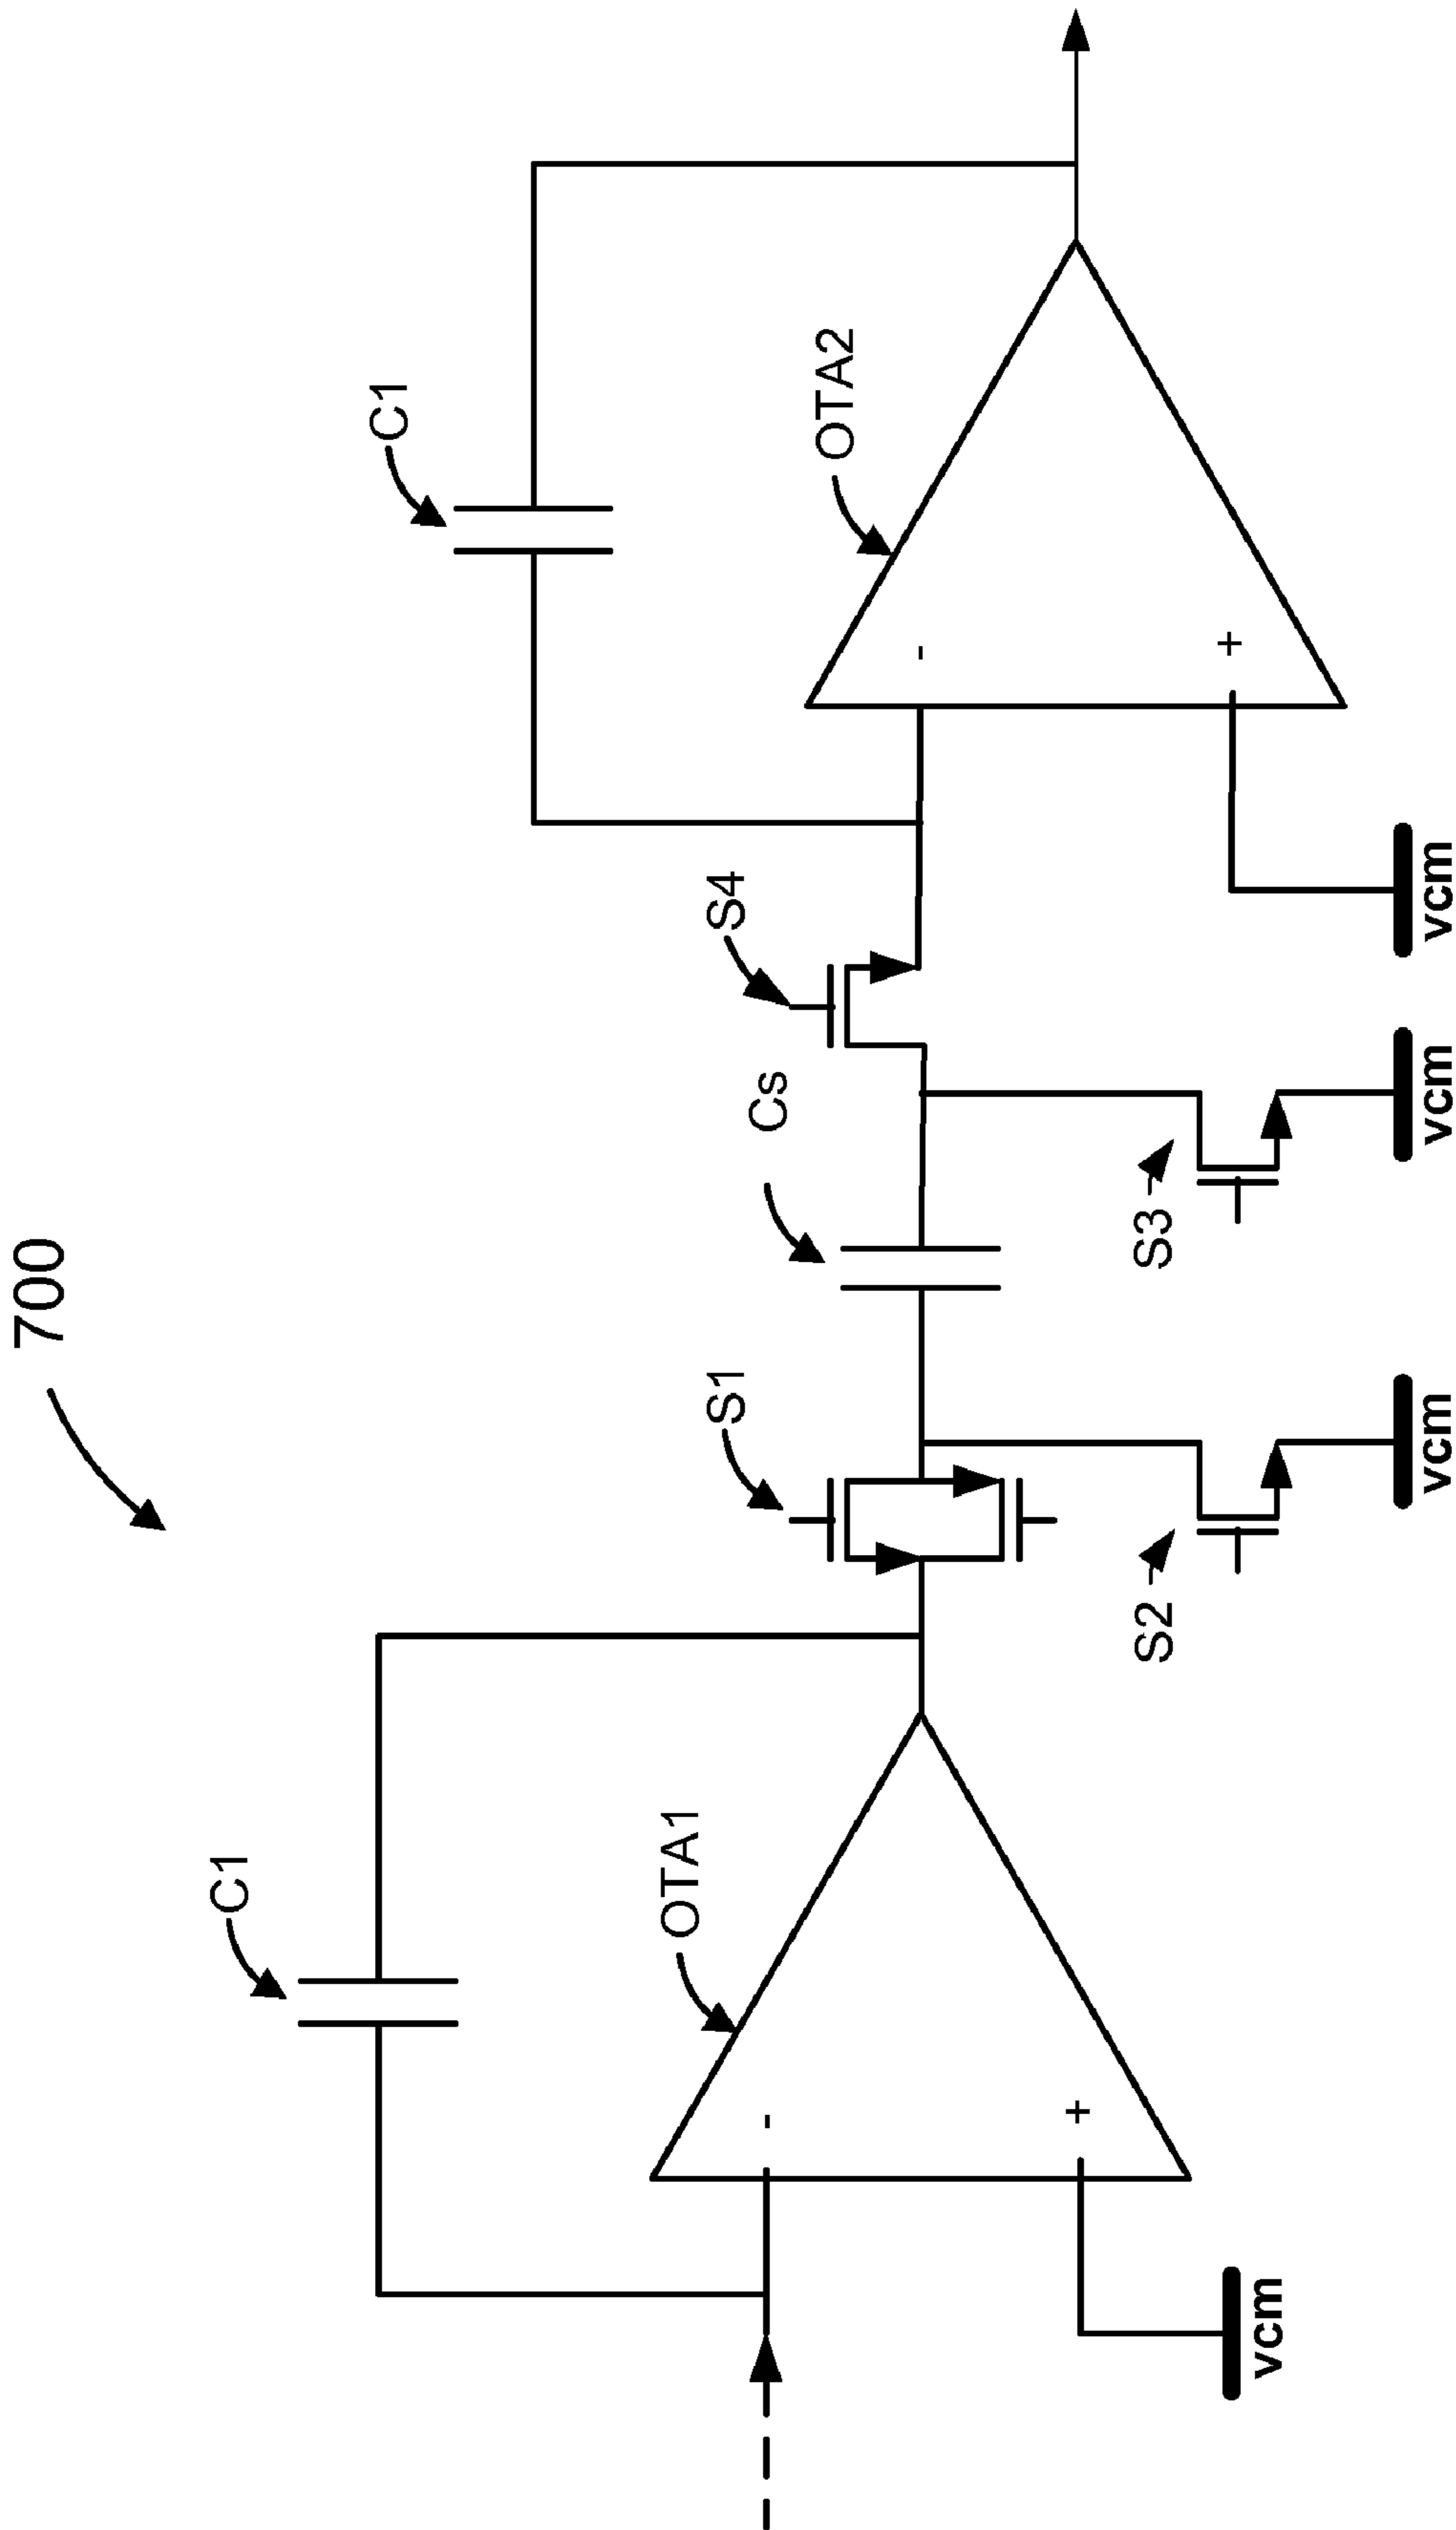 700
C1
C1
OTA1
-
+
vcm
S1
S2
vcm
Cs
S3
vcm
S4
OTA2
-
+
vcm